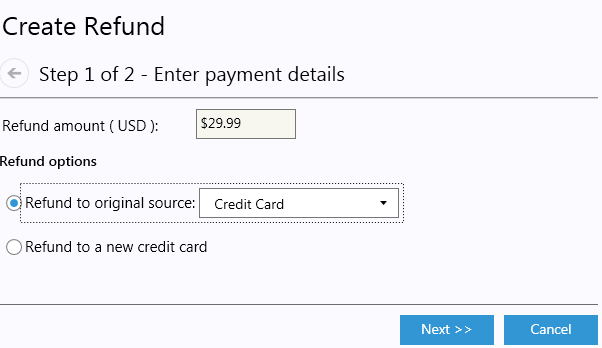 Create Refund
Step 1 of 2 - Enter payment details
Refund amount ( USD ): $29.99
Refund options
Refund to original source: Credit Card
Refund to a new credit card
Next >> Cancel